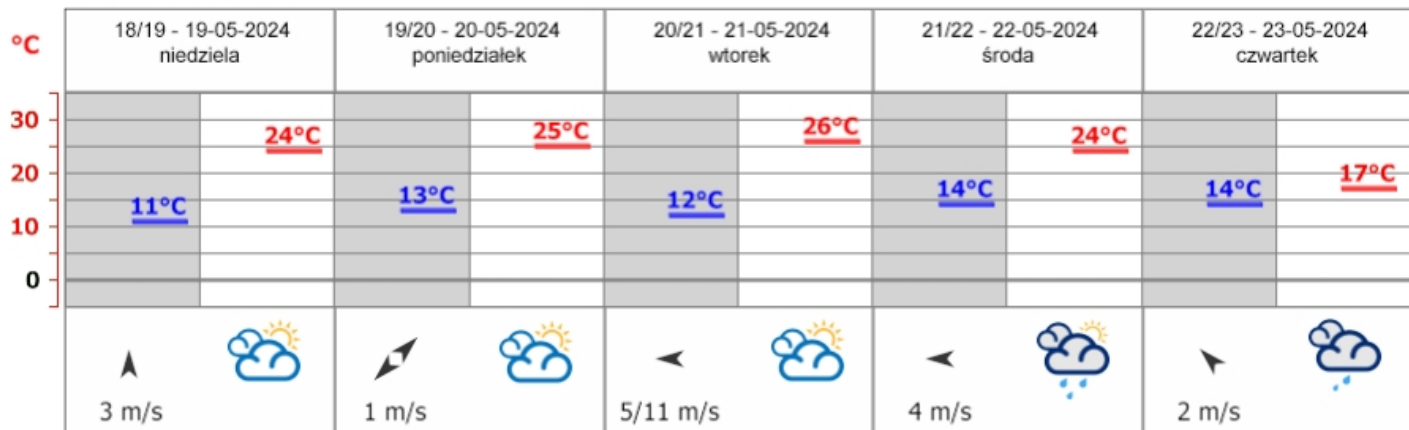 °C
18/19 - 19-05-2024
niedziela
19/20 - 20-05-2024
poniedziałek
20/21 - 21-05-2024
wtorek
21/22 - 22-05-2024
środa
22/23 - 23-05-2024
czwartek
30
20
10
0
11°C
24°C
13°C
25°C
12°C
26°C
14°C
24°C
14°C
17°C
3 m/s
1 m/s
5/11 m/s
4 m/s
2 m/s